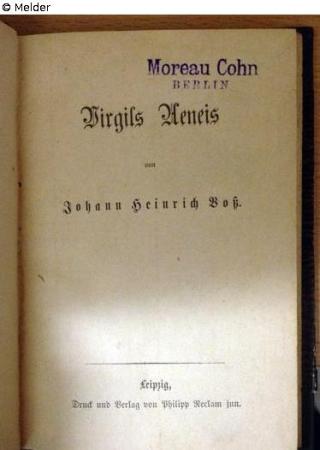 © Melder
Moreau Cohn
BERLIN
Virgils Aeneis
von
Johann Heinrich Voß.
Leipzig,
Druck und Verlag von Philipp Reclam jun.